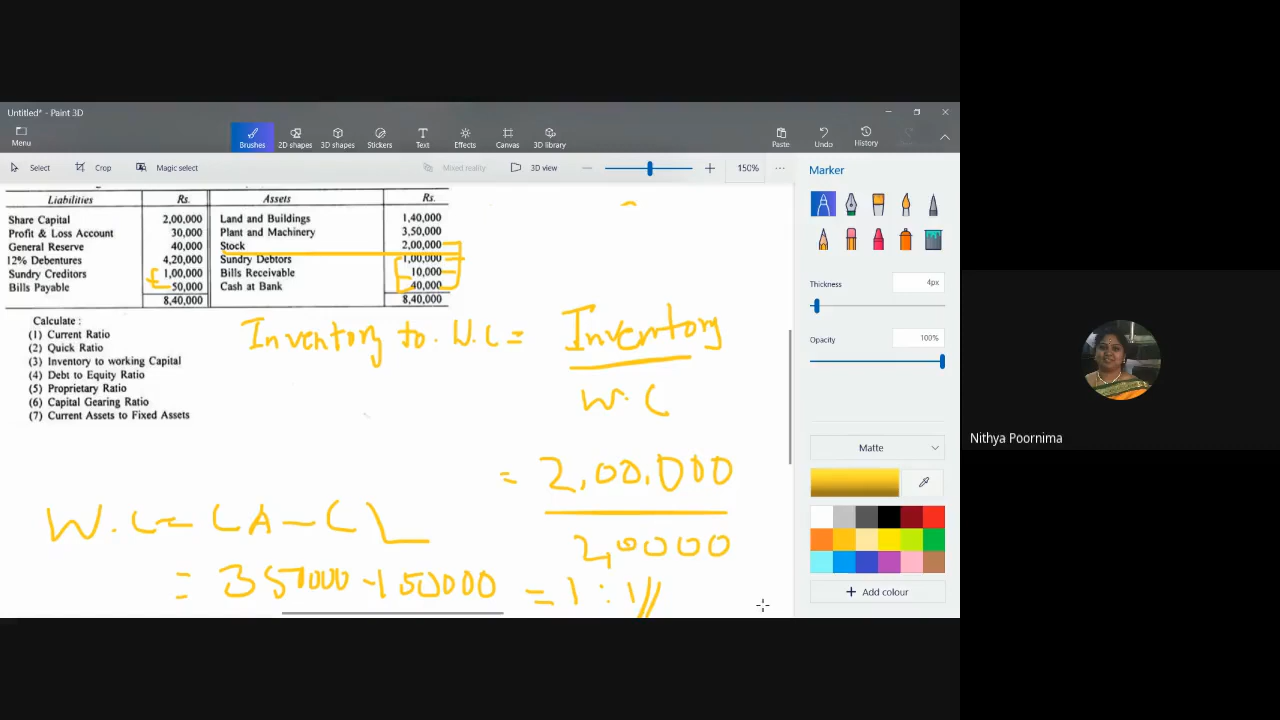 Untitled* - Paint 3D
Menu
Brushes 2D shapes 3D shapes Stickers Text Effects Canvas 3D library Paste Undo History
Select Crop Magic select Mixed reality 3D view 150%
Liabilities Rs. Assets Rs.
Share Capital 2,00,000 Land and Buildings 1,40,000
Profit & Loss Account 30,000 Plant and Machinery 3,50,000
General Reserve 40,000 Stock 2,00,000
12% Debentures 4,20,000 Sundry Debtors 1,00,000
Sundry Creditors 1,00,000 Bills Receivable 10,000
Bills Payable 50,000 Cash at Bank 40,000
8,40,000 8,40,000
Calculate :
(1) Current Ratio
(2) Quick Ratio
(3) Inventory to working Capital
(4) Debt to Equity Ratio
(5) Proprietary Ratio
(6) Capital Gearing Ratio
(7) Current Assets to Fixed Assets
Inventory to. W.C = Inventory
W.C
= 2,00,000
2,00000
= 1 : 1//
W.C = CA - CL
= 350000 - 150000
Marker
Thickness 4px
Opacity 100%
Matte
+ Add colour
Nithya Poornima